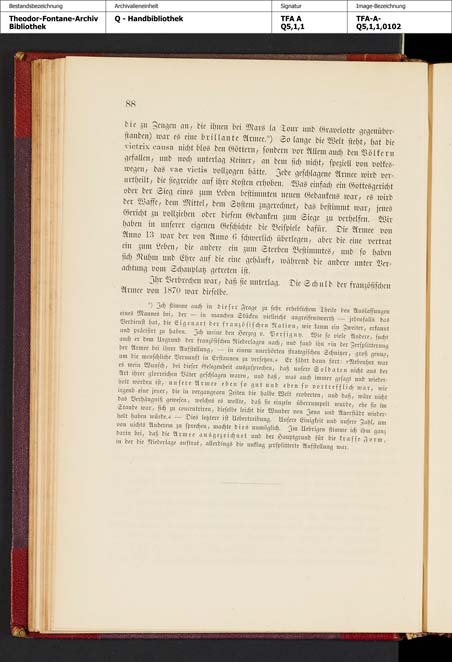 Bestandsbezeichnung
Archivalieneinheit
Signatur
Image-Bezeichnung
Theodor-Fontane-Archiv
Bibliothek
Q - Handbibliothek
TFA A
Q5,1,1
TFA-A-
Q5,1,1,0102
88
die zu Zeugen an, die ihnen bei Mars la Tour und Gravelotte gegenüber-
standen) war es eine brillante Armee.*) So lange die Welt steht, hat die
victrix causa nicht blos den Göttern, sondern vor Allem auch den Völkern
gefallen, und noch unterlag Keiner, an dem sich nicht, speziell von volkes-
wegen, das vae victis vollzogen hätte. Jede geschlagene Armee wird ver-
urtheilt, die siegreiche auf ihre Kosten erhoben. Was einfach ein Gottesgericht
oder der Sieg eines zum Leben bestimmten neuen Gedankens war, es wird
der Waffe, dem Mittel, dem System zugerechnet, das bestimmt war, jenes
Gericht zu vollziehen oder diesem Gedanken zum Siege zu verhelfen. Wir
haben in unserer eigenen Geschichte die Beispiele dafür. Die Armee von
Anno 13 war der von Anno 6 schwerlich überlegen, aber die eine vertrat
ein zum Leben, die andere ein zum Sterben Bestimmtes, und so haben
sich Ruhm und Ehre auf die eine gehäuft, während die andere unter Ver-
achtung vom Schauplatz getreten ist.
Ihr Verbrechen war, daß sie unterlag. Die Schuld der französischen
Armee von 1870 war dieselbe.
*) Ich stimme auch in dieser Frage zu sehr erheblichem Theile den Auslassungen
eines Mannes bei, der — in manchen Stücken vielleicht angreifenswerth — jedenfalls das
Verdienst hat, die Eigenart der französischen Nation, wie kaum ein Zweiter, erkannt
und präcisirt zu haben. Ich meine den Herzog v. Persigny. Wie so viele Andere, sucht
auch er dem Urgrund der französischen Niederlagen nach, und fand ihn »in der Zersplitterung
der Armee bei ihrer Aufstellung, — in einem unerhörten strategischen Schnitzer, groß genug,
um die menschliche Vernunft in Erstaunen zu versetzen.« Er fährt dann fort: »Nebenher war
es mein Wunsch, bei dieser Gelegenheit auszusprechen, daß unsere Soldaten nicht aus der
Art ihrer glorreichen Väter geschlagen waren, und daß, was auch immer gesagt und wieder-
holt worden ist, unsere Armee eben so gut und eben so vortrefflich war, wie
irgend eine jener, die in vergangenen Zeiten die halbe Welt eroberten, und daß, wäre nicht
das Verhängniß gewesen, welches es wollte, daß sie einzeln überrumpelt wurde, ehe sie im
Stande war, sich zu concentriren, dieselbe leicht die Wunder von Jena und Auerstädt wieder-
holt haben würde.« — Dies letztere ist Uebertreibung. Unsere Einigkeit und unsere Zahl, um
von nichts Anderem zu sprechen, machte dies unmöglich. Im Uebrigen stimme ich ihm ganz
darin bei, daß die Armee ausgezeichnet und der Hauptgrund für die krasse Form,
in der die Niederlage auftrat, allerdings die unklug zersplitterte Aufstellung war.